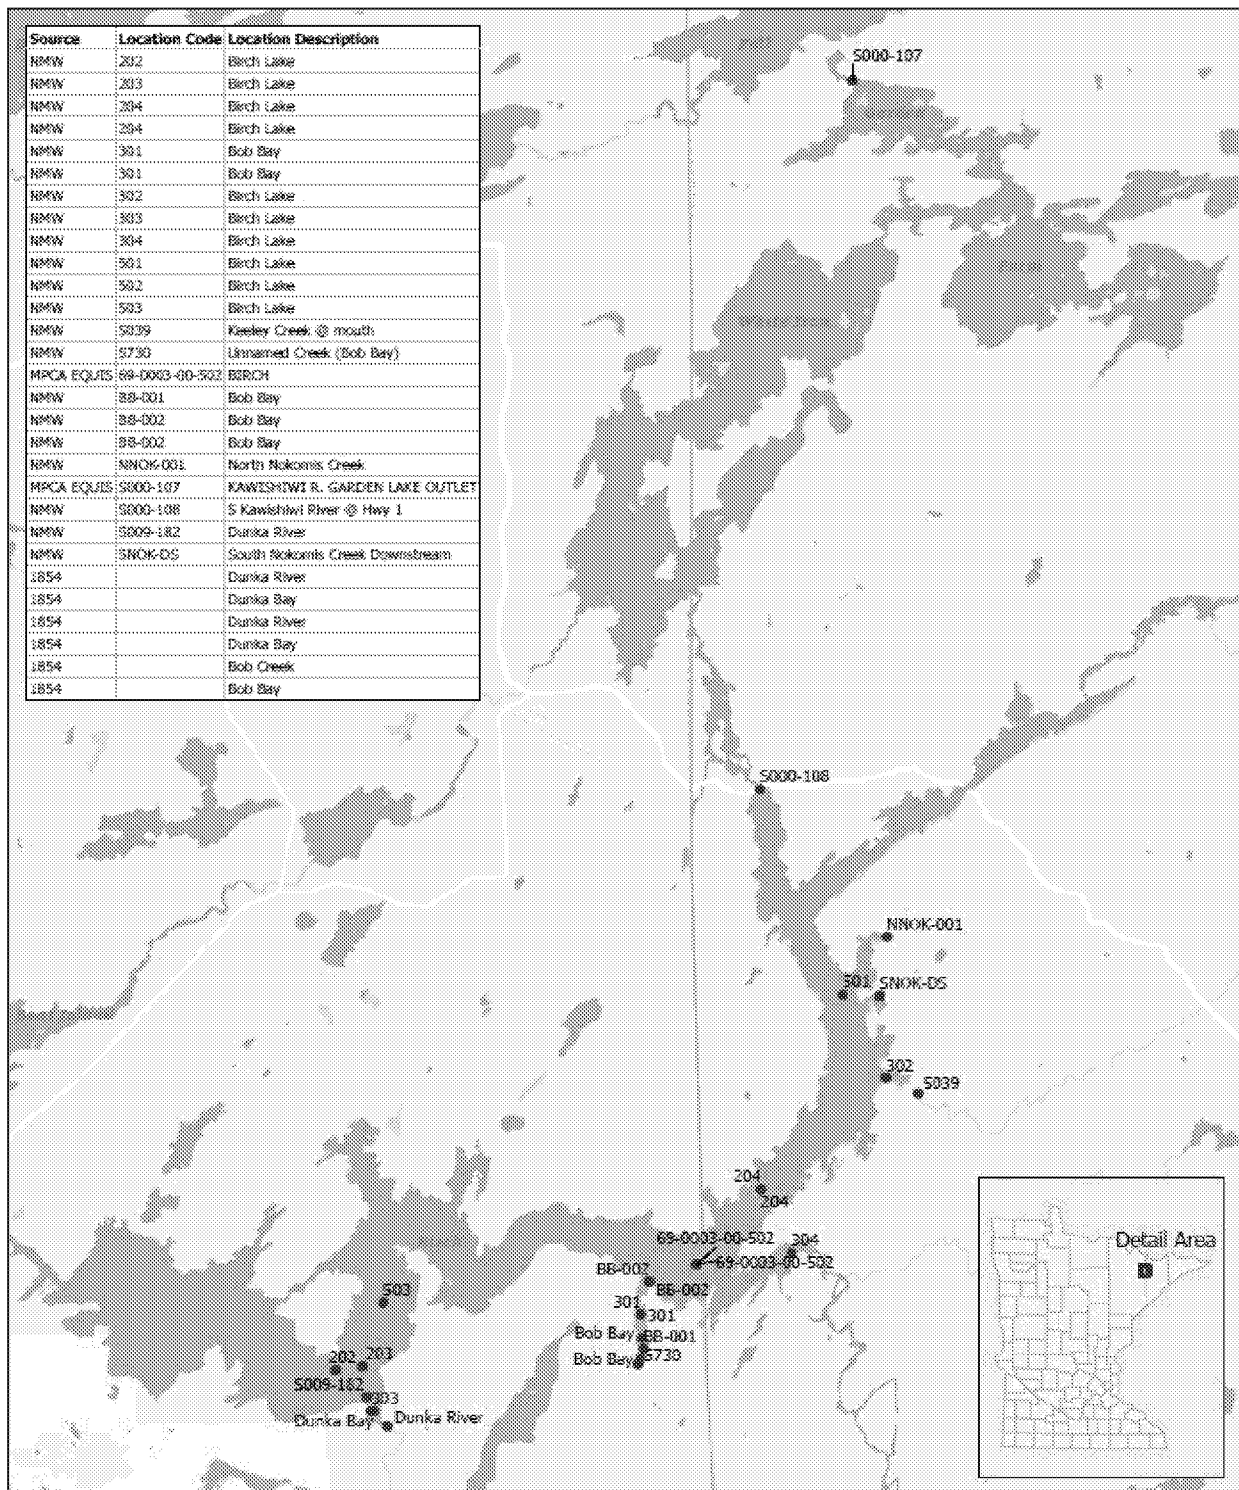 Source Location Code Location Description
NMW 202 Birch Lake
NMW 203 Birch Lake
NMW 204 Birch Lake
NMW 204 Birch Lake
NMW 301 Bob Bay
NMW 301 Bob Bay
NMW 302 Birch Lake
NMW 303 Birch Lake
NMW 304 Birch Lake
NMW 501 Birch Lake
NMW 502 Birch Lake
NMW 503 Birch Lake
NMW S039 Keeley Creek @ mouth
NMW S730 Unnamed Creek (Bob Bay)
MPCA EQUIS 69-0003-00-502 BIRCH
NMW BB-001 Bob Bay
NMW BB-002 Bob Bay
NMW BB-002 Bob Bay
NMW NNOK-001 North Nokomis Creek
MPCA EQUIS S000-107 KAWISHIWI R. GARDEN LAKE OUTLET
NMW S000-108 S Kawishiwi River @ Hwy 1
NMW S009-182 Dunka River
NMW SNOK-DS South Nokomis Creek Downstream
1854 Dunka River
1854 Dunka Bay
1854 Dunka River
1854 Dunka Bay
1854 Bob Creek
1854 Bob Bay
S000-107
S000-108
NNOK-001
501 SNOK-DS
302
S039
204
204
69-0003-00-502
304
69-0003-00-502
BB-002
BB-002
503
301
301
Bob Bay BB-001
Bob Bay S730
202 203
S009-182
303
Dunka Bay Dunka River
Detail Area